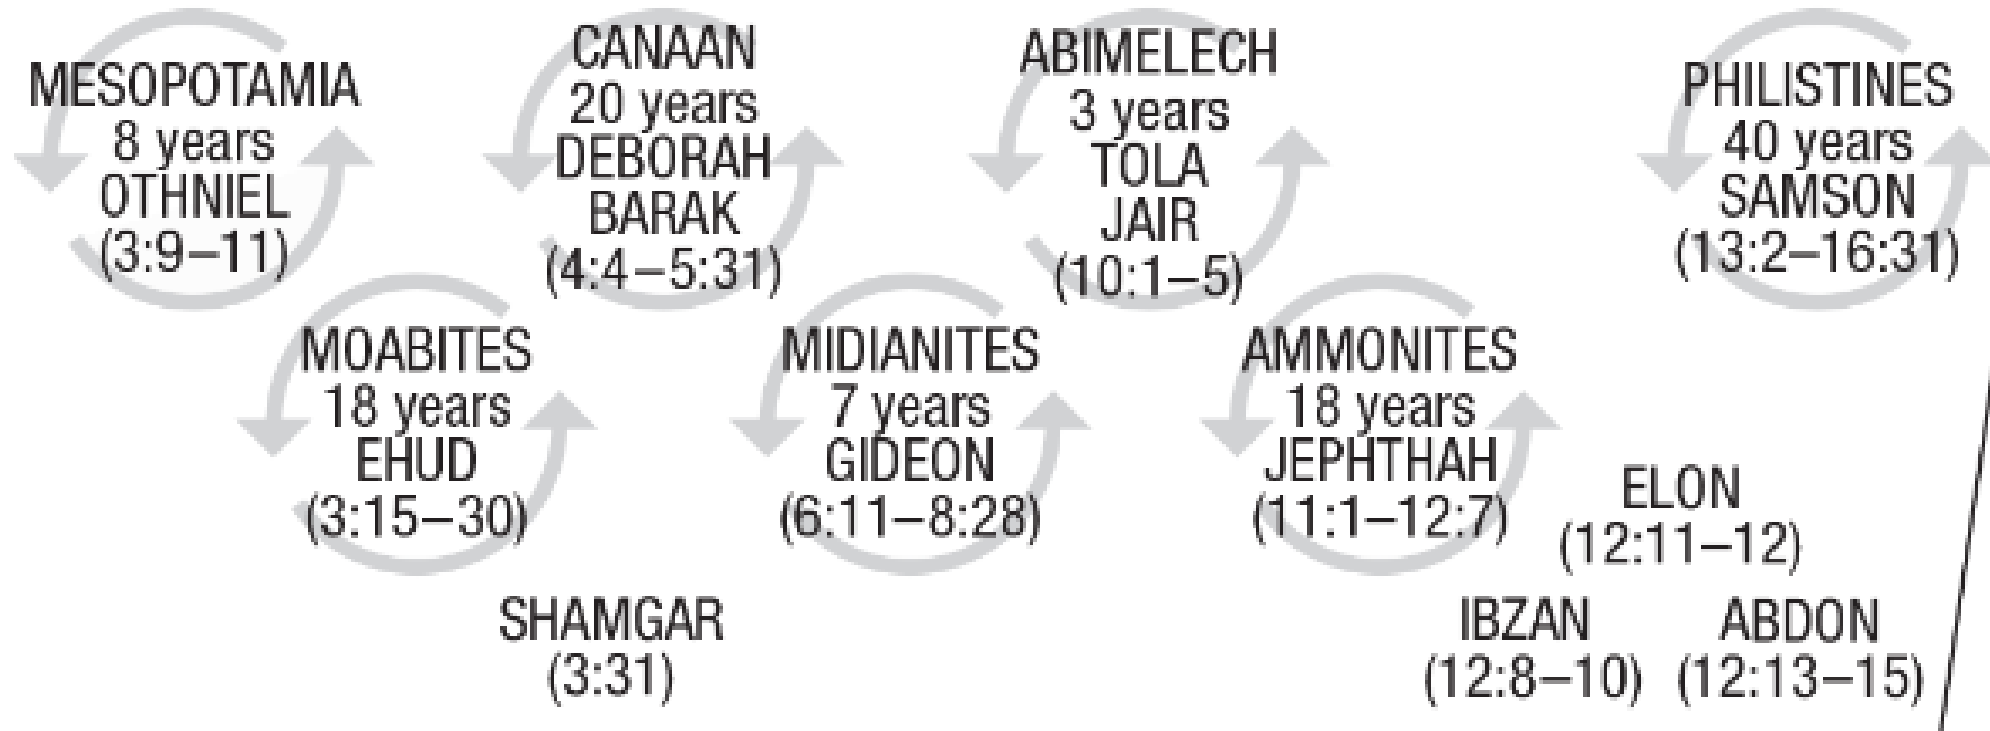 MESOPOTAMIA
8 years
OTHNIEL
(3:9–11)
MOABITES
18 years
EHUD
(3:15–30)
SHAMGAR
(3:31)
CANAAN
20 years
DEBORAH
BARAK
(4:4–5:31)
MIDIANITES
7 years
GIDEON
(6:11–8:28)
ABIMELECH
3 years
TOLA
JAIR
(10:1–5)
AMMONITES
18 years
JEPHTHAH
(11:1–12:7)
IBZAN
(12:8–10)
ELON
(12:11–12)
ABDON
(12:13–15)
PHILISTINES
40 years
SAMSON
(13:2–16:31)